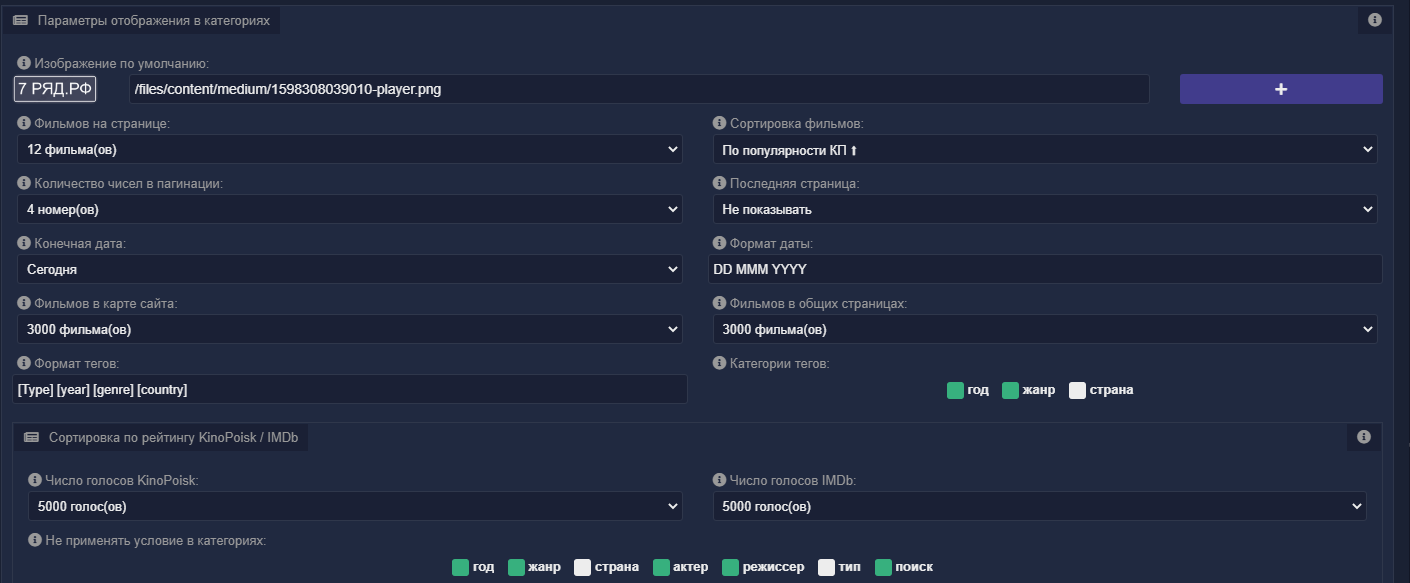 Параметры отображения в категориях
Изображение по умолчанию:
7 РЯД.РФ /files/content/medium/1598308039010-player.png +
Фильмов на странице: Сортировка фильмов:
12 фильма(ов) По популярности КП ⬆
Количество чисел в пагинации: Последняя страница:
4 номер(ов) Не показывать
Конечная дата: Формат даты:
Сегодня DD MMM YYYY
Фильмов в карте сайта: Фильмов в общих страницах:
3000 фильма(ов) 3000 фильма(ов)
Формат тегов: Категории тегов:
[Type] [year] [genre] [country] год жанр страна
Сортировка по рейтингу KinoPoisk / IMDb
Число голосов KinoPoisk: Число голосов IMDb:
5000 голос(ов) 5000 голос(ов)
Не применять условие в категориях:
год жанр страна актер режиссер тип поиск